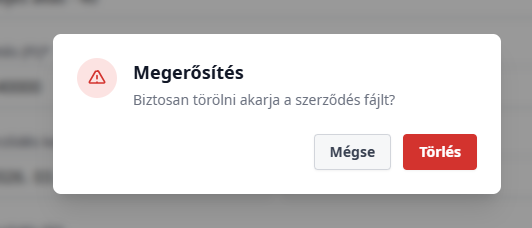 Megerősítés
Biztosan törölni akarja a szerződés fájlt?
Mégse
Törlés